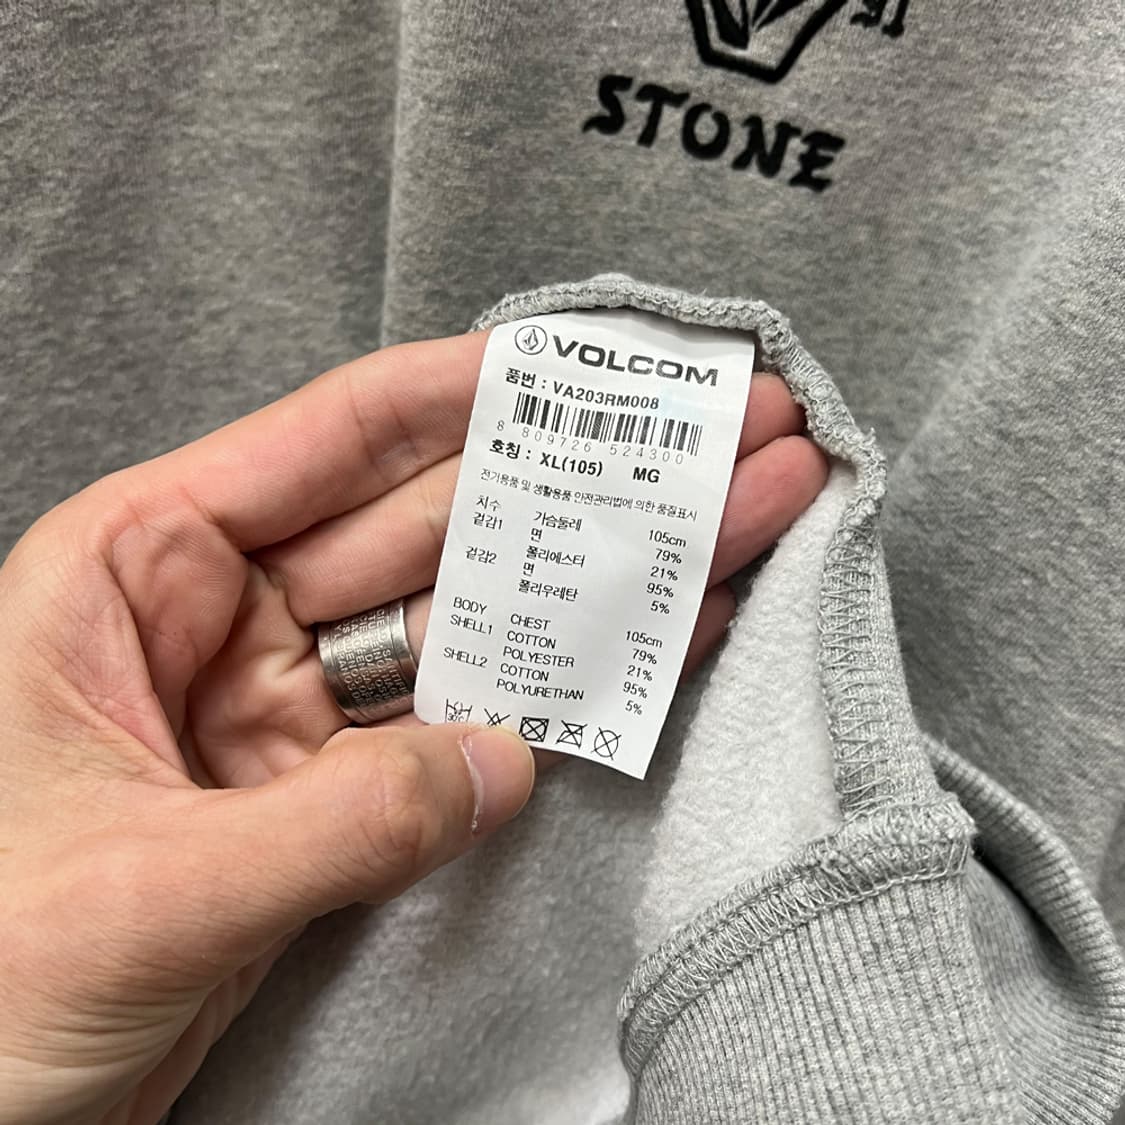 STONE
VOLCOM
품번 : VA203RM008
8 809726 524300
호칭 : XL(105) MG
전기용품 및 생활용품 안전관리법에 의한 품질표시
치수 가슴둘레 105cm
겉감1 면 79%
폴리에스터 21%
겉감2 면 95%
폴리우레탄 5%
BODY CHEST 105cm
SHELL1 COTTON 79%
POLYESTER 21%
SHELL2 COTTON 95%
POLYURETHAN 5%